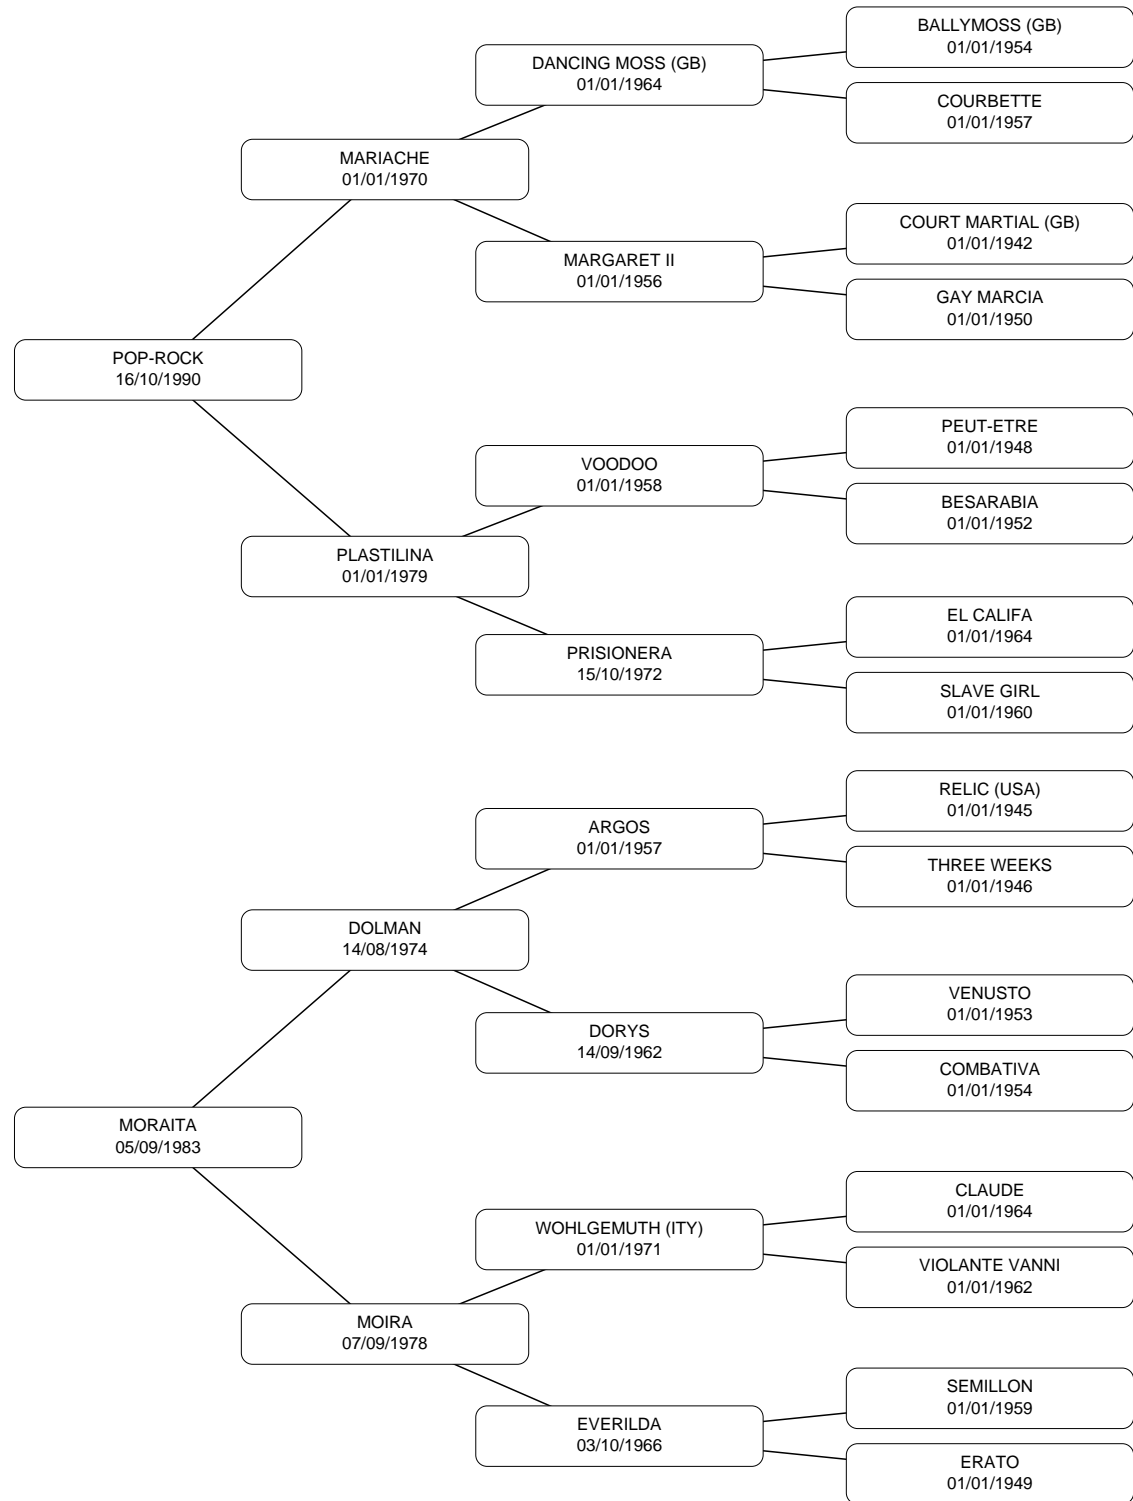 BALLYMOSS (GB)
01/01/1954
DANCING MOSS (GB)
01/01/1964
COURBETTE
01/01/1957
MARIACHE
01/01/1970
COURT MARTIAL (GB)
01/01/1942
MARGARET II
01/01/1956
GAY MARCIA
01/01/1950
POP-ROCK
16/10/1990
PEUT-ETRE
01/01/1948
VOODOO
01/01/1958
BESARABIA
01/01/1952
PLASTILINA
01/01/1979
EL CALIFA
01/01/1964
PRISIONERA
15/10/1972
SLAVE GIRL
01/01/1960
RELIC (USA)
01/01/1945
ARGOS
01/01/1957
THREE WEEKS
01/01/1946
DOLMAN
14/08/1974
VENUSTO
01/01/1953
DORYS
14/09/1962
COMBATIVA
01/01/1954
MORAITA
05/09/1983
CLAUDE
01/01/1964
WOHLGEMUTH (ITY)
01/01/1971
VIOLANTE VANNI
01/01/1962
MOIRA
07/09/1978
SEMILLON
01/01/1959
EVERILDA
03/10/1966
ERATO
01/01/1949